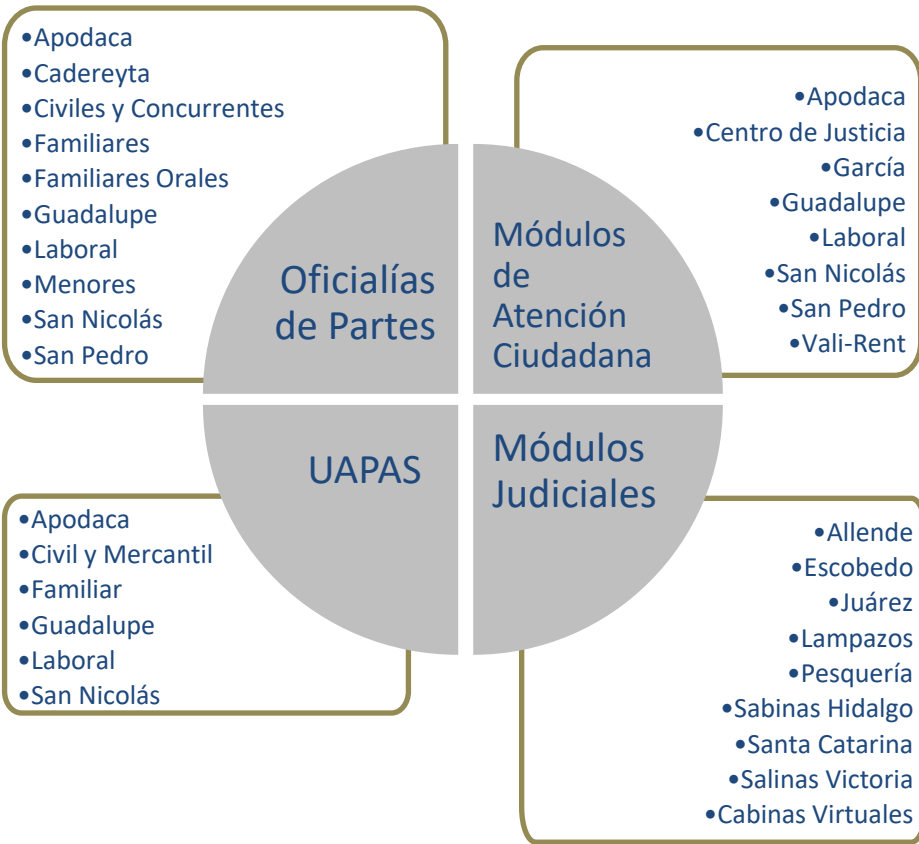 •Apodaca
•Cadereyta
•Civiles y Concurrentes
•Familiares
•Familiares Orales
•Guadalupe
•Laboral
•Menores
•San Nicolás
•San Pedro
Oficialías
de Partes
•Apodaca
•Centro de Justicia
•García
•Guadalupe
•Laboral
•San Nicolás
•San Pedro
•Vali-Rent
Módulos
de
Atención
Ciudadana
UAPAS
•Apodaca
•Civil y Mercantil
•Familiar
•Guadalupe
•Laboral
•San Nicolás
Módulos
Judiciales
•Allende
•Escobedo
•Juárez
•Lampazos
•Pesquería
•Sabinas Hidalgo
•Santa Catarina
•Salinas Victoria
•Cabinas Virtuales